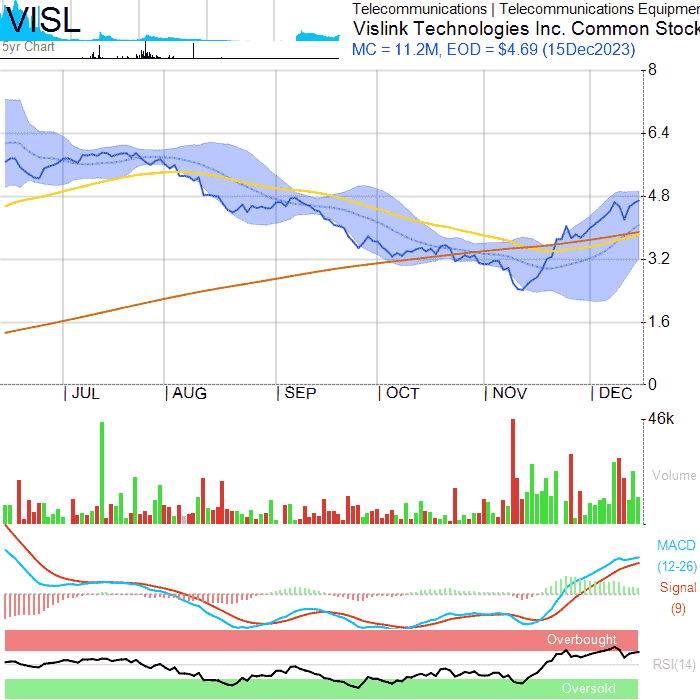 VISL
5yr Chart
Telecommunications | Telecommunications Equipmen
Vislink Technologies Inc. Common Stock
MC = 11.2M, EOD = $4.69 (15Dec2023)
8
6.4
4.8
3.2
1.6
0
JUL
AUG
SEP
OCT
NOV
DEC
46k
Volume
MACD
(12-26)
Signal
(9)
Overbought
RSI(14)
Oversold